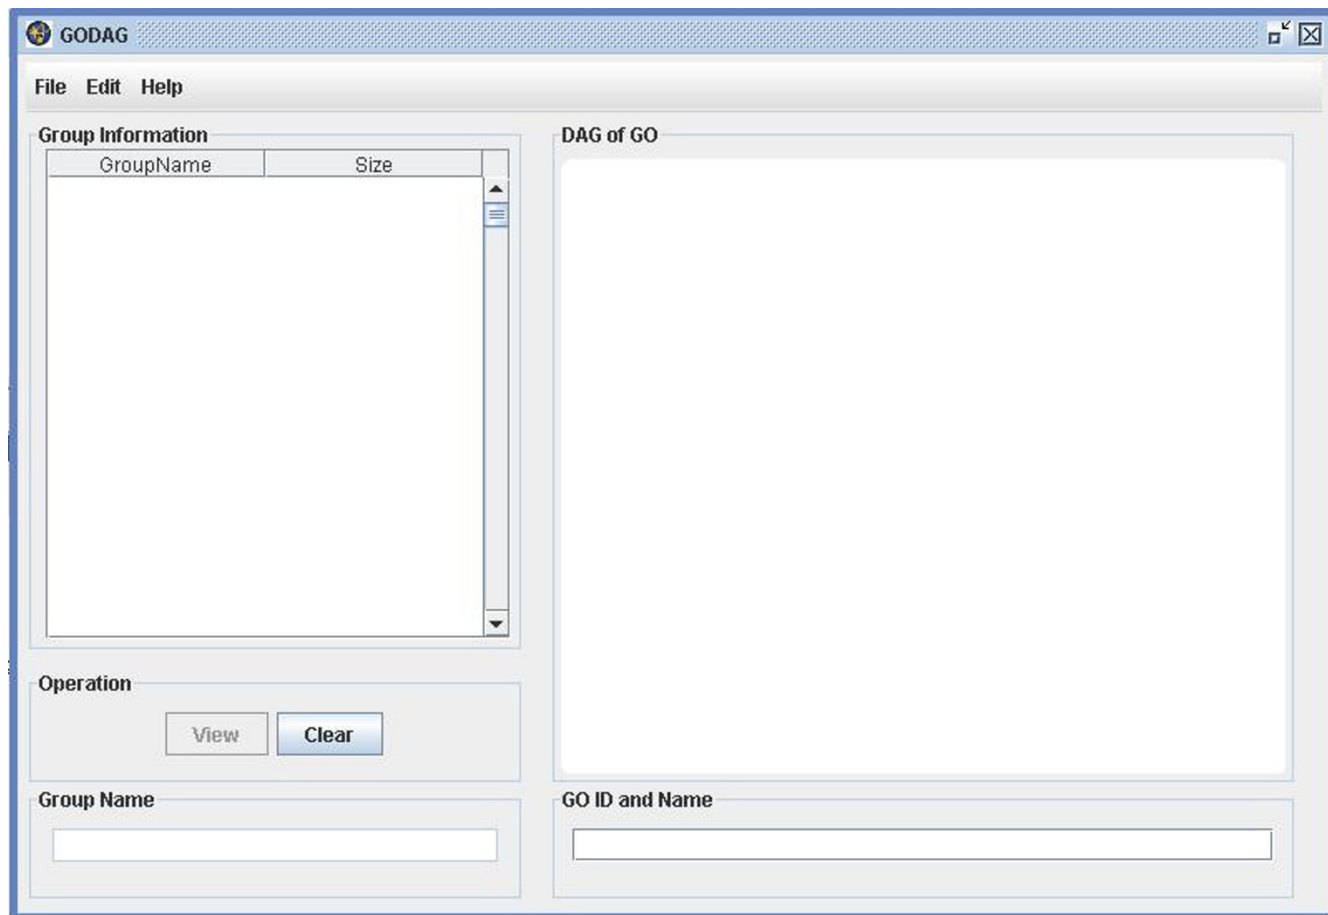 GODAG
File Edit Help
Group Information
GroupName Size
DAG of GO
Operation
View Clear
Group Name
GO ID and Name